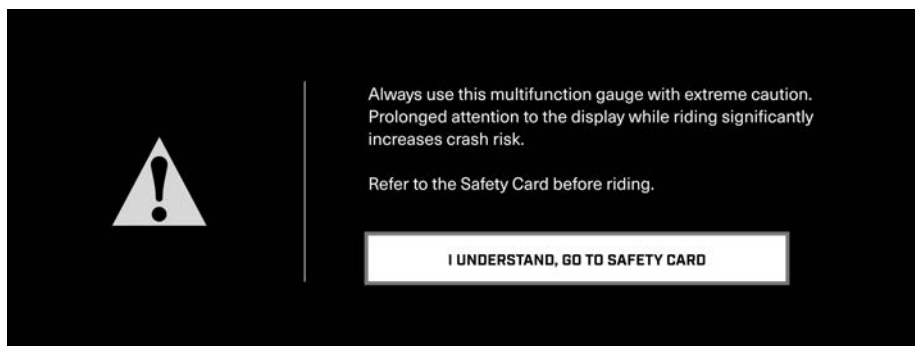 Always use this multifunction gauge with extreme caution.
Prolonged attention to the display while riding significantly
increases crash risk.
Refer to the Safety Card before riding.
I UNDERSTAND, GO TO SAFETY CARD